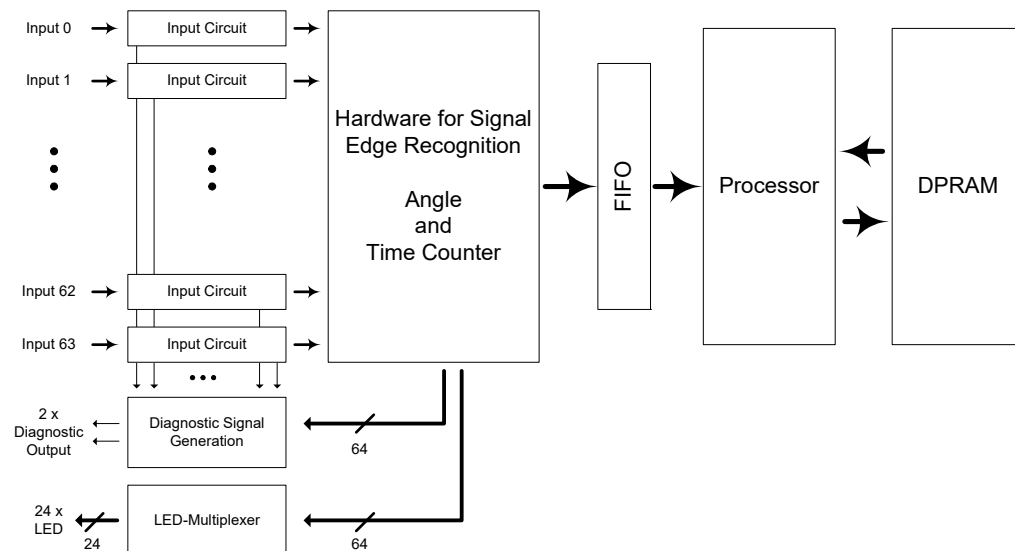 Input 0
Input Circuit
Input 1
Input Circuit
Hardware for Signal
Edge Recognition
Angle
and
Time Counter
FIFO
Processor
DPRAM
Input 62
Input Circuit
Input 63
Input Circuit
2 x
Diagnostic
Output
Diagnostic Signal
Generation
64
24 x
LED
24
LED-Multiplexer
64